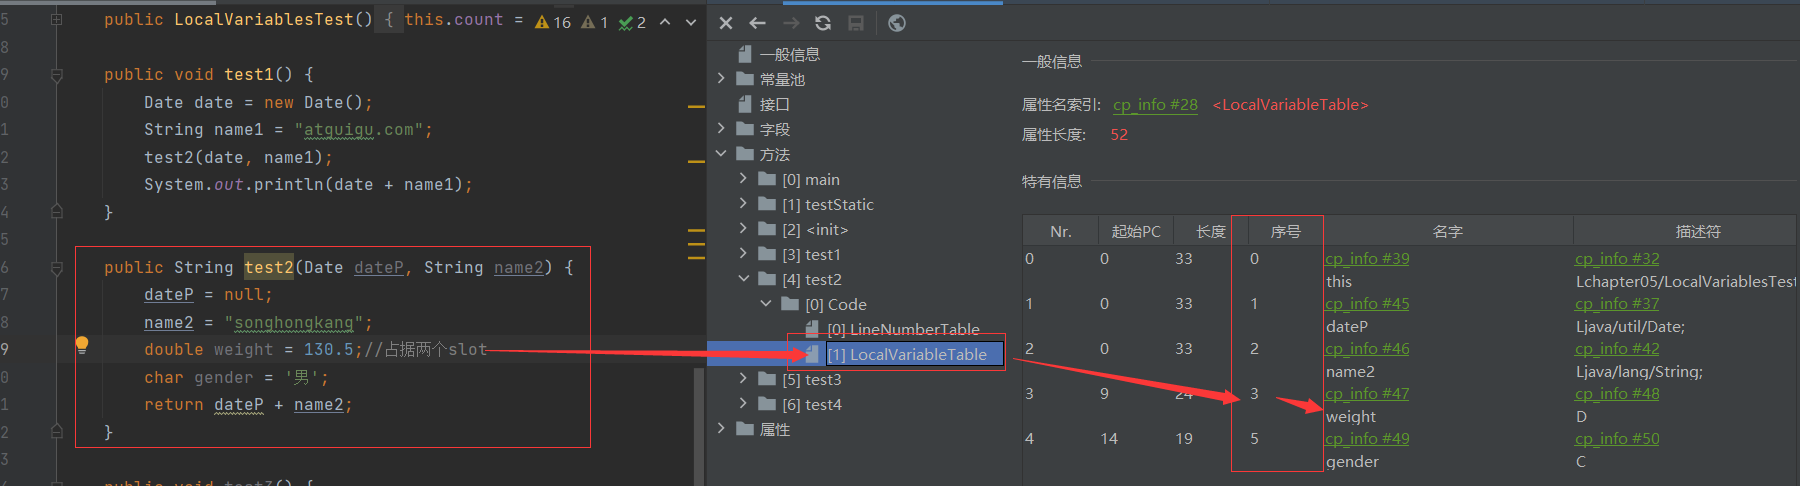 5 public LocalVariablesTest() { this.count = 16 1 2
8
9 public void test1() {
0 Date date = new Date();
1 String name1 = "atguigu.com";
2 test2(date, name1);
3 System.out.println(date + name1);
4 }
5
6 public String test2(Date dateP, String name2) {
7 dateP = null;
8 name2 = "songhongkang";
9 double weight = 130.5;//占据两个slot
0 char gender = '男';
1 return dateP + name2;
2 }
3
public void test3() {
一般信息
常量池
接口
字段
方法
[0] main
[1] testStatic
[2] <init>
[3] test1
[4] test2
[0] Code
[0] LineNumberTable
[1] LocalVariableTable
[5] test3
[6] test4
属性
一般信息
属性名索引: cp_info #28 <LocalVariableTable>
属性长度: 52
特有信息
Nr. 起始PC 长度 序号 名字 描述符
0 0 33 0 cp_info #39 cp_info #32
this Lchapter05/LocalVariablesTest
1 0 33 1 cp_info #45 cp_info #37
dateP Ljava/util/Date;
2 0 33 2 cp_info #46 cp_info #42
name2 Ljava/lang/String;
3 9 24 3 cp_info #47 cp_info #48
weight D
4 14 19 5 cp_info #49 cp_info #50
gender C